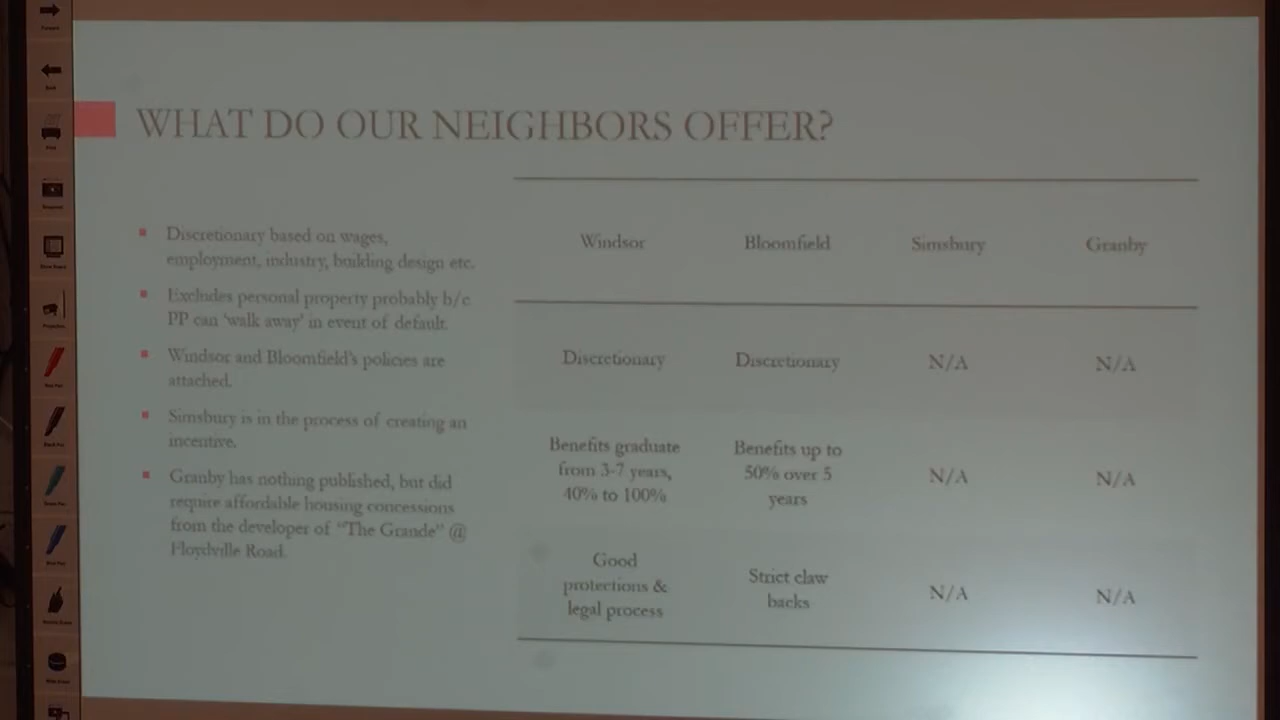 WHAT DO OUR NEIGHBORS OFFER?
Discretionary based on wages,
employment, industry, building design etc.
Excludes personal property probably b/c
PP can 'walk away' in event of default.
Windsor and Bloomfield's policies are
attached.
Simsbury is in the process of creating an
incentive.
Granby has nothing published, but did
require affordable housing concessions
from the developer of "The Grande" @
Floydville Road.
Windsor Bloomfield Simsbury Granby
Discretionary Discretionary N/A N/A
Benefits graduate
from 3-7 years,
40% to 100%
Benefits up to
50% over 5
years
N/A N/A
Good
protections &
legal process
Strict claw
backs
N/A N/A
Forward
Back
Print